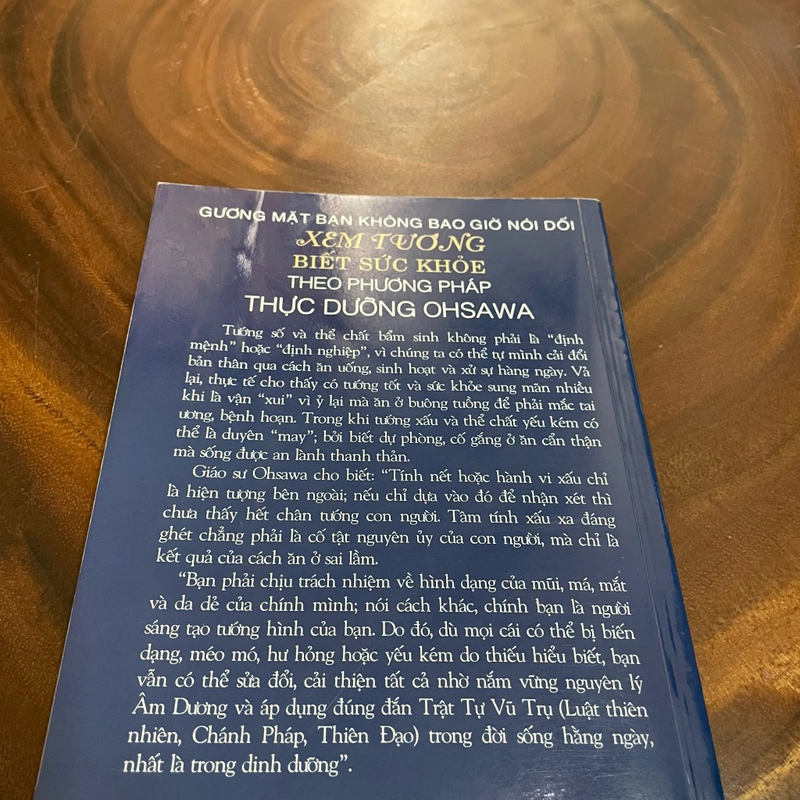 GƯƠNG MẶT BẠN KHÔNG BAO GIỜ NÓI DỐI
XEM TƯỚNG
BIẾT SỨC KHỎE
THEO PHƯƠNG PHÁP
THỰC DƯỠNG OHSAWA
Tướng số và thể chất bẩm sinh không phải là “định
mệnh” hoặc “định nghiệp”, vì chúng ta có thể tự mình cải đổi
bản thân qua cách ăn uống, sinh hoạt và xử sự hàng ngày. Vả
lại, thực tế cho thấy có tướng tốt và sức khỏe sung mãn nhiều
khi là vận “xui” vì ỷ lại mà ăn ở buông tuồng để phải mắc tai
ương, bệnh hoạn. Trong khi tướng xấu và thể chất yếu kém có
thể là duyên “may”; bởi biết dự phòng, cố gắng ở ăn cẩn thận
mà sống được an lành thanh thản.
Giáo sư Ohsawa cho biết: “Tính nết hoặc hành vi xấu chỉ
là hiện tượng bên ngoài; nếu chỉ dựa vào đó để nhận xét thì
chưa thấy hết chân tướng con người. Tâm tính xấu xa đáng
ghét chẳng phải là cố tật nguyên ủy của con người, mà chỉ là
kết quả của cách ăn ở sai lầm.
“Bạn phải chịu trách nhiệm về hình dạng của mũi, má, mắt
và da dẻ của chính mình; nói cách khác, chính bạn là người
sáng tạo tướng hình của bạn. Do đó, dù mọi cái có thể bị biến
dạng, méo mó, hư hỏng hoặc yếu kém do thiếu hiểu biết, bạn
vẫn có thể sửa đổi, cải thiện tất cả nhờ nắm vững nguyên lý
Âm Dương và áp dụng đúng đắn Trật Tự Vũ Trụ (Luật thiên
nhiên, Chánh Pháp, Thiên Đạo) trong đời sống hằng ngày,
nhất là trong dinh dưỡng”.